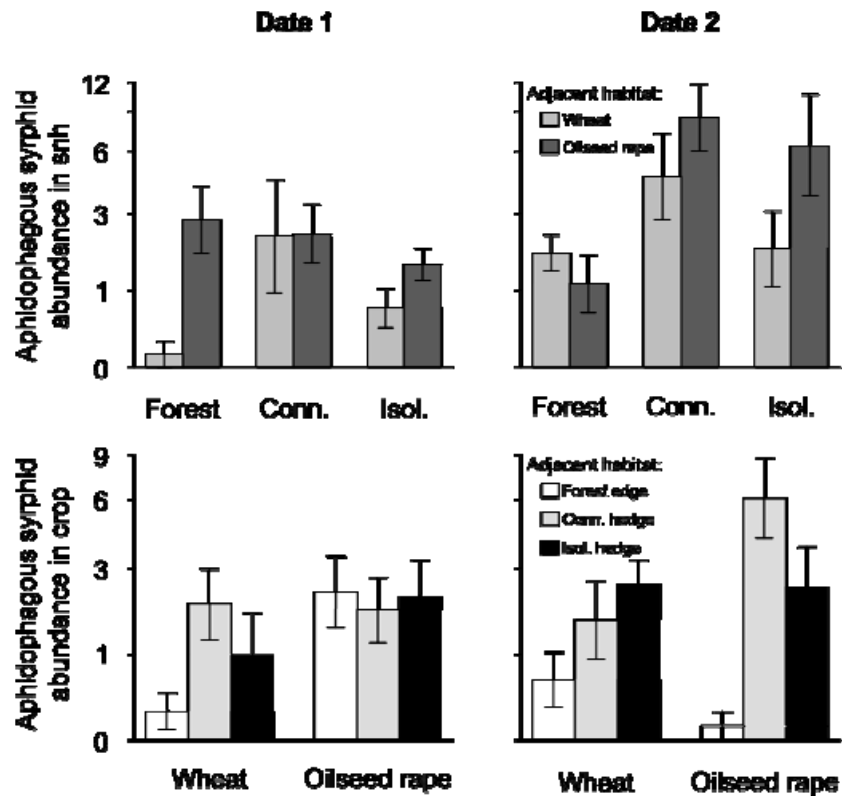 Date 1
Date 2
Aphidophagous syrphid
abundance in snh
12
6
3
1
0
Adjacent habitat:
Wheat
Oilseed rape
Forest
Conn.
Isol.
Forest
Conn.
Isol.
Aphidophagous syrphid
abundance in crop
9
6
3
1
0
Adjacent habitat:
Forest edge
Conn. hedge
Isol. hedge
Wheat
Oilseed rape
Wheat
Oilseed rape